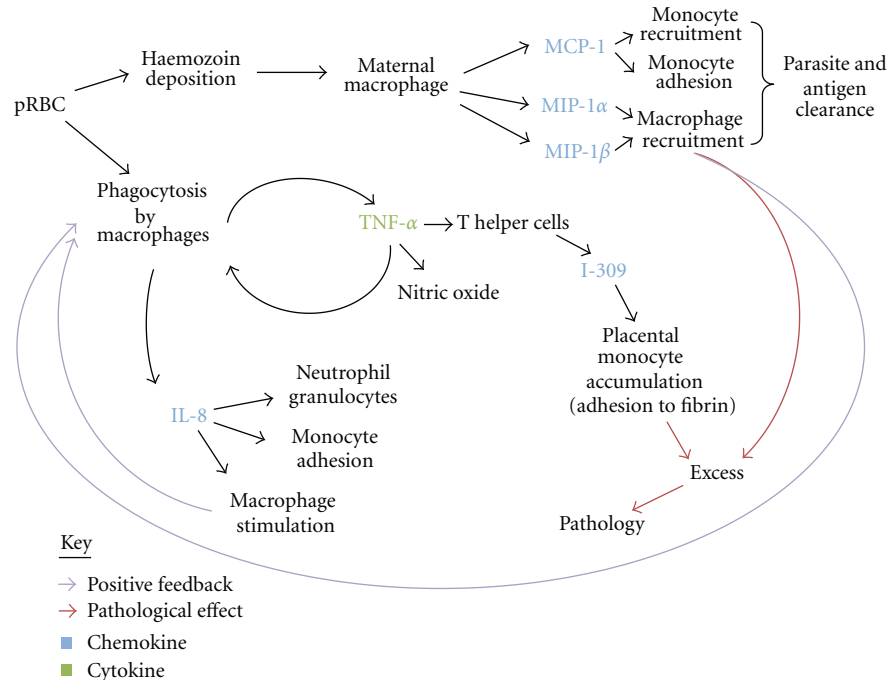 pRBC
Haemozoin
deposition
Maternal
macrophage
MCP-1
MIP-1α
MIP-1β
Monocyte
recruitment
Monocyte
adhesion
Macrophage
recruitment
Parasite and
antigen
clearance
Phagocytosis
by
macrophages
TNF-α
T helper cells
Nitric oxide
I-309
Placental
monocyte
accumulation
(adhesion to fibrin)
Excess
Pathology
IL-8
Neutrophil
granulocytes
Monocyte
adhesion
Macrophage
stimulation
Key
Positive feedback
Pathological effect
Chemokine
Cytokine